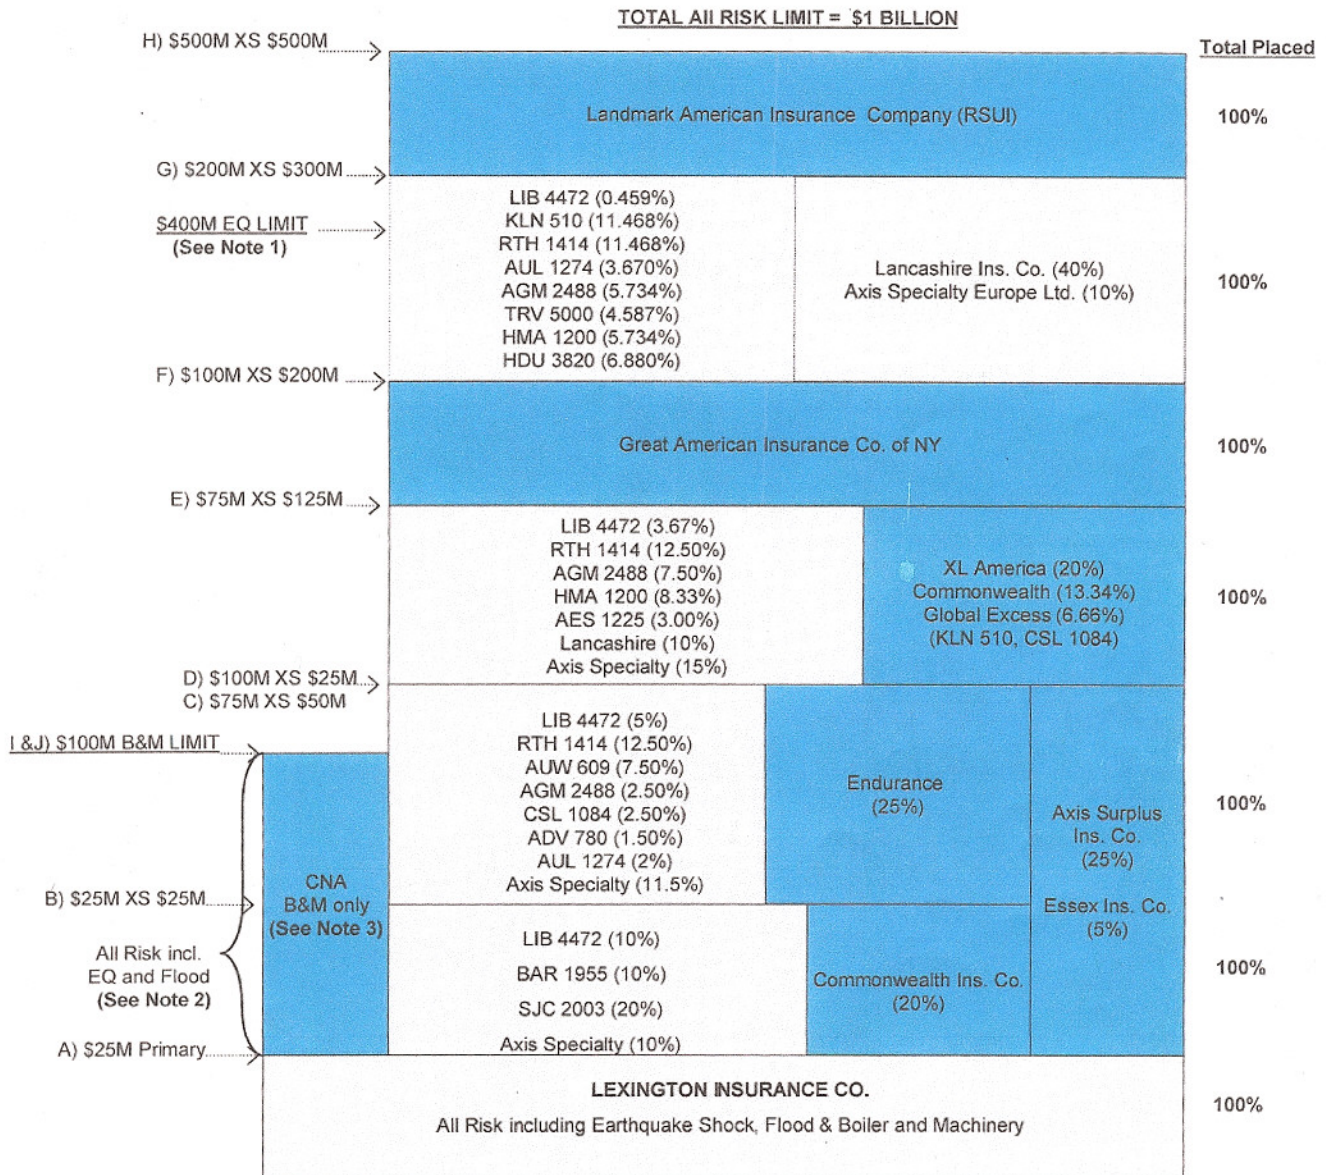 TOTAL All RISK LIMIT = $1 BILLION
H) $500M XS $500M
Total Placed
Landmark American Insurance Company (RSUI)
100%
G) $200M XS $300M
$400M EQ LIMIT
(See Note 1)
LIB 4472 (0.459%)
KLN 510 (11.468%)
RTH 1414 (11.468%)
AUL 1274 (3.670%)
AGM 2488 (5.734%)
TRV 5000 (4.587%)
HMA 1200 (5.734%)
HDU 3820 (6.880%)
Lancashire Ins. Co. (40%)
Axis Specialty Europe Ltd. (10%)
100%
F) $100M XS $200M
Great American Insurance Co. of NY
100%
E) $75M XS $125M
LIB 4472 (3.67%)
RTH 1414 (12.50%)
AGM 2488 (7.50%)
HMA 1200 (8.33%)
AES 1225 (3.00%)
Lancashire (10%)
Axis Specialty (15%)
XL America (20%)
Commonwealth (13.34%)
Global Excess (6.66%)
(KLN 510, CSL 1084)
100%
D) $100M XS $25M
C) $75M XS $50M
I &J) $100M B&M LIMIT
LIB 4472 (5%)
RTH 1414 (12.50%)
AUW 609 (7.50%)
AGM 2488 (2.50%)
CSL 1084 (2.50%)
ADV 780 (1.50%)
AUL 1274 (2%)
Axis Specialty (11.5%)
Endurance
(25%)
Axis Surplus
Ins. Co.
(25%)
Essex Ins. Co.
(5%)
100%
B) $25M XS $25M
CNA
B&M only
(See Note 3)
All Risk incl.
EQ and Flood
(See Note 2)
LIB 4472 (10%)
BAR 1955 (10%)
SJC 2003 (20%)
Axis Specialty (10%)
Commonwealth Ins. Co.
(20%)
100%
A) $25M Primary
LEXINGTON INSURANCE CO.
All Risk including Earthquake Shock, Flood & Boiler and Machinery
100%